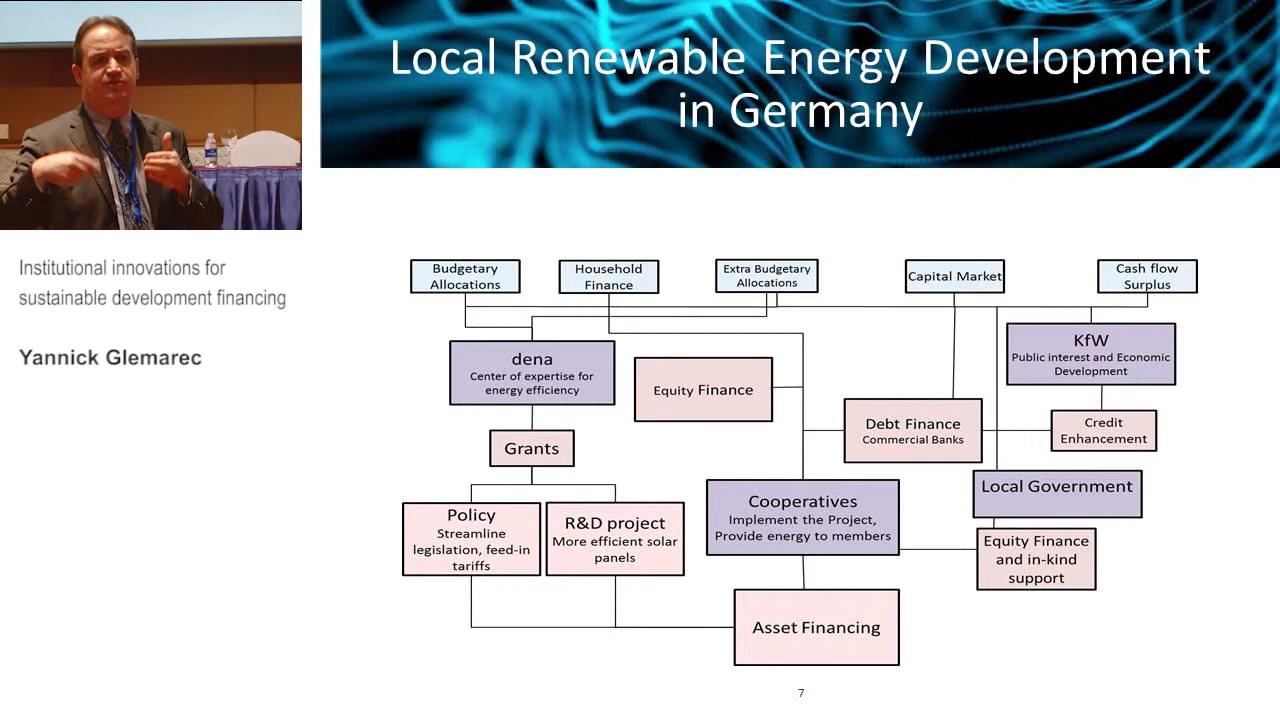 Local Renewable Energy Development
in Germany
Institutional innovations for
sustainable development financing
Yannick Glemarec
Budgetary
Allocations
Household
Finance
Extra Budgetary
Allocations
Capital Market
Cash flow
Surplus
dena
Center of expertise for
energy efficiency
Equity Finance
KfW
Public interest and Economic
Development
Debt Finance
Commercial Banks
Credit
Enhancement
Grants
Policy
Streamline
legislation, feed-in
tariffs
R&D project
More efficient solar
panels
Cooperatives
Implement the Project,
Provide energy to members
Local Government
Equity Finance
and in-kind
support
Asset Financing
7